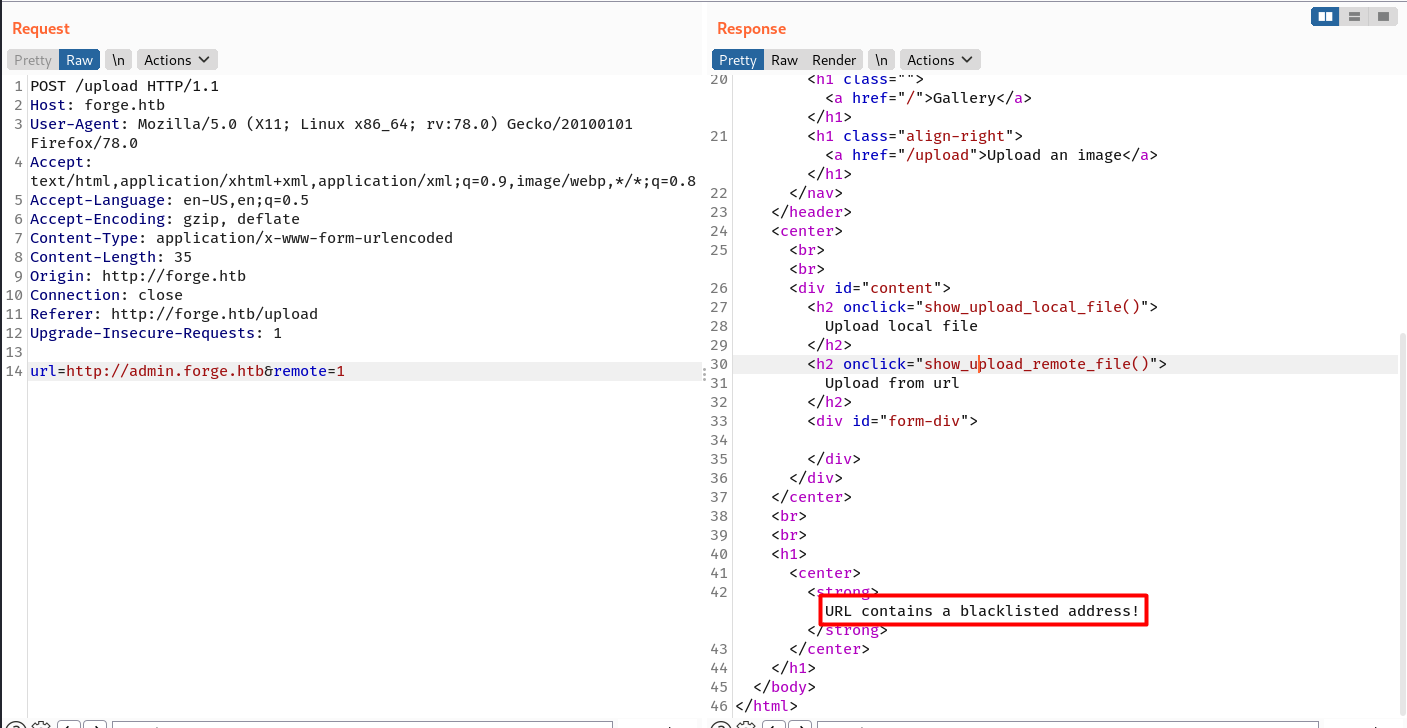 Request
Pretty Raw \n Actions
1 POST /upload HTTP/1.1
2 Host: forge.htb
3 User-Agent: Mozilla/5.0 (X11; Linux x86_64; rv:78.0) Gecko/20100101
Firefox/78.0
4 Accept:
text/html,application/xhtml+xml,application/xml;q=0.9,image/webp,*/*;q=0.8
5 Accept-Language: en-US,en;q=0.5
6 Accept-Encoding: gzip, deflate
7 Content-Type: application/x-www-form-urlencoded
8 Content-Length: 35
9 Origin: http://forge.htb
10 Connection: close
11 Referer: http://forge.htb/upload
12 Upgrade-Insecure-Requests: 1
13
14 url=http://admin.forge.htb&remote=1
Response
Pretty Raw Render \n Actions
20 <h1 class="">
<a href="/">Gallery</a>
</h1>
21 <h1 class="align-right">
<a href="/upload">Upload an image</a>
</h1>
22 </nav>
23 </header>
24 <center>
25 <br>
<br>
26 <div id="content">
27 <h2 onclick="show_upload_local_file()">
28 Upload local file
29 </h2>
30 <h2 onclick="show_upload_remote_file()">
31 Upload from url
32 </h2>
33 <div id="form-div">
34
35 </div>
36 </div>
37 </center>
38 <br>
39 <br>
40 <h1>
41 <center>
42 <strong>
URL contains a blacklisted address!
</strong>
43 </center>
44 </h1>
45 </body>
46 </html>